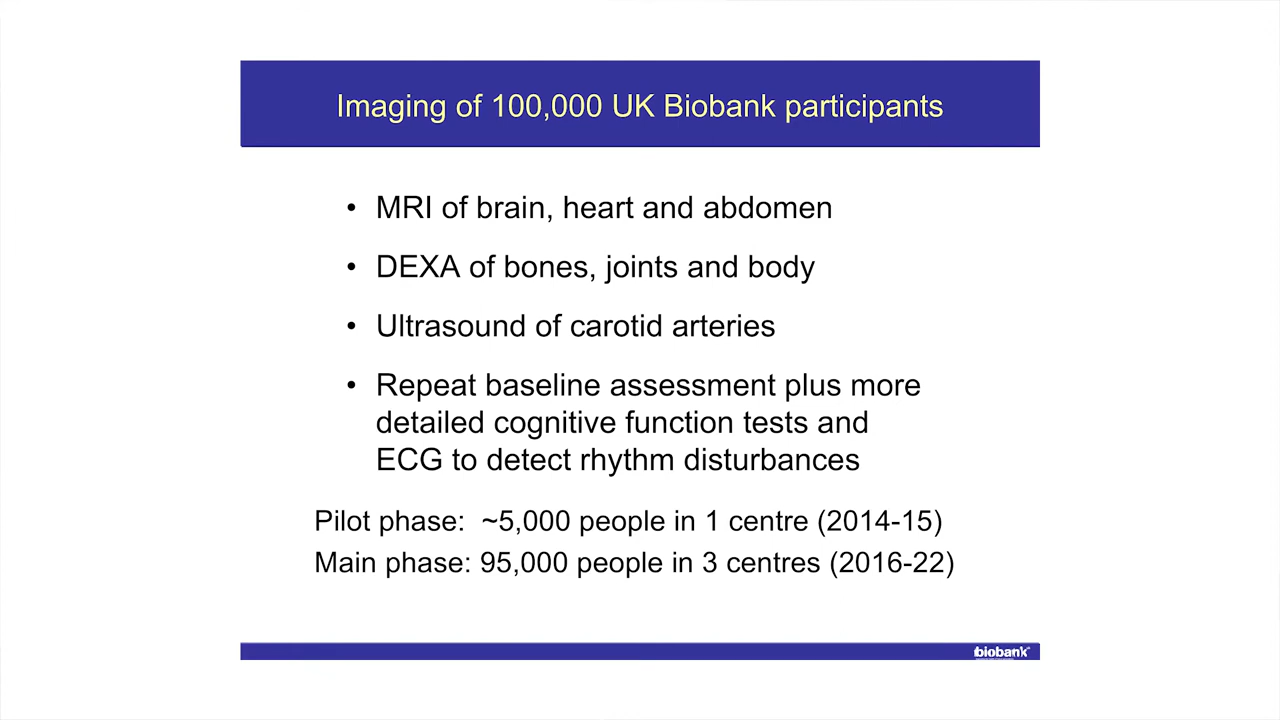 Imaging of 100,000 UK Biobank participants
• MRI of brain, heart and abdomen
• DEXA of bones, joints and body
• Ultrasound of carotid arteries
• Repeat baseline assessment plus more
detailed cognitive function tests and
ECG to detect rhythm disturbances
Pilot phase: ~5,000 people in 1 centre (2014-15)
Main phase: 95,000 people in 3 centres (2016-22)
biobank